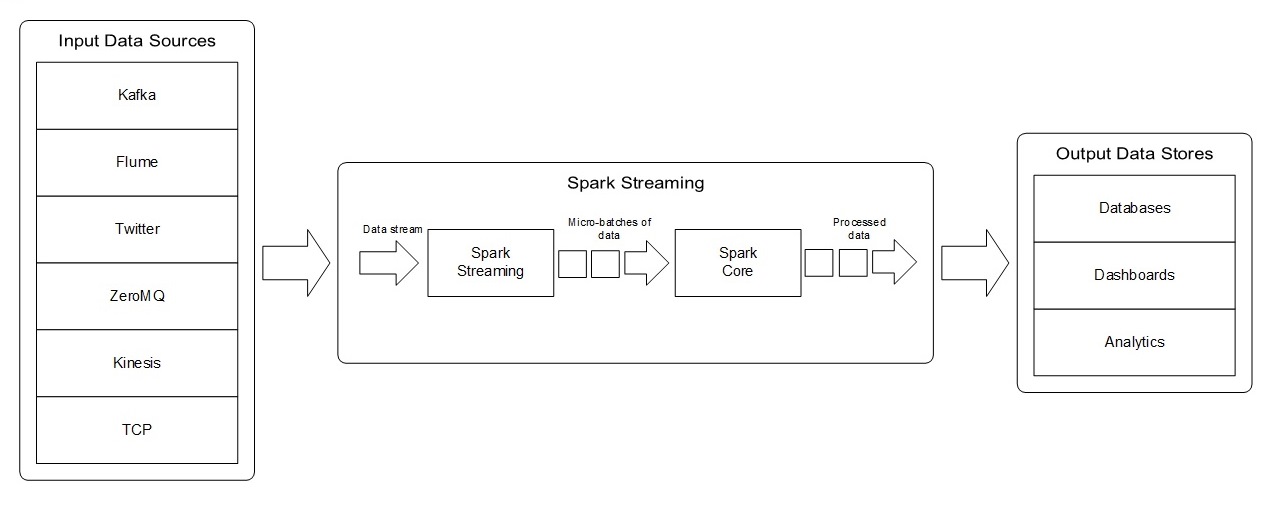 Input Data Sources
Kafka
Flume
Twitter
ZeroMQ
Kinesis
TCP
Spark Streaming
Data stream
Spark
Streaming
Micro-batches of
data
Spark
Core
Processed
data
Output Data Stores
Databases
Dashboards
Analytics